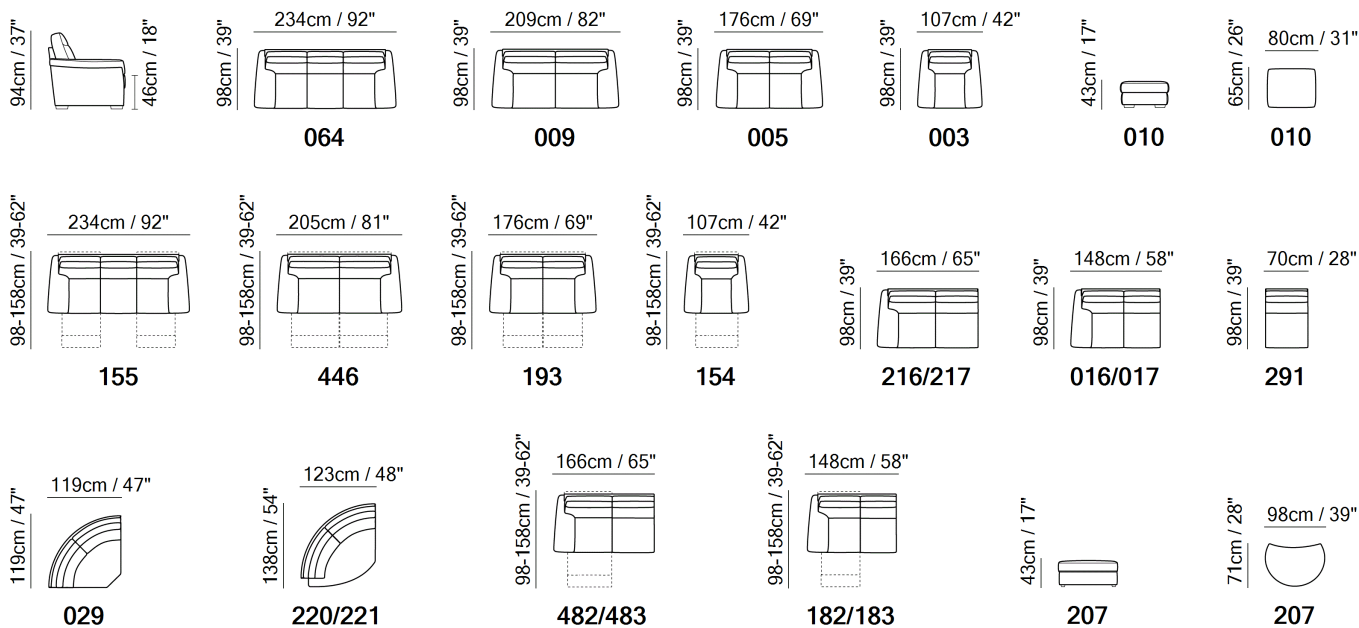 94cm / 37"
46cm / 18"
234cm / 92"
98cm / 39"
064
209cm / 82"
98cm / 39"
009
176cm / 69"
98cm / 39"
005
107cm / 42"
98cm / 39"
003
43cm / 17"
010
80cm / 31"
65cm / 26"
010
234cm / 92"
98-158cm / 39-62"
155
205cm / 81"
98-158cm / 39-62"
446
176cm / 69"
98-158cm / 39-62"
193
107cm / 42"
98-158cm / 39-62"
154
166cm / 65"
98cm / 39"
216/217
148cm / 58"
98cm / 39"
016/017
70cm / 28"
98cm / 39"
291
119cm / 47"
119cm / 47"
029
123cm / 48"
138cm / 54"
220/221
166cm / 65"
98-158cm / 39-62"
482/483
148cm / 58"
98-158cm / 39-62"
182/183
43cm / 17"
207
98cm / 39"
71cm / 28"
207